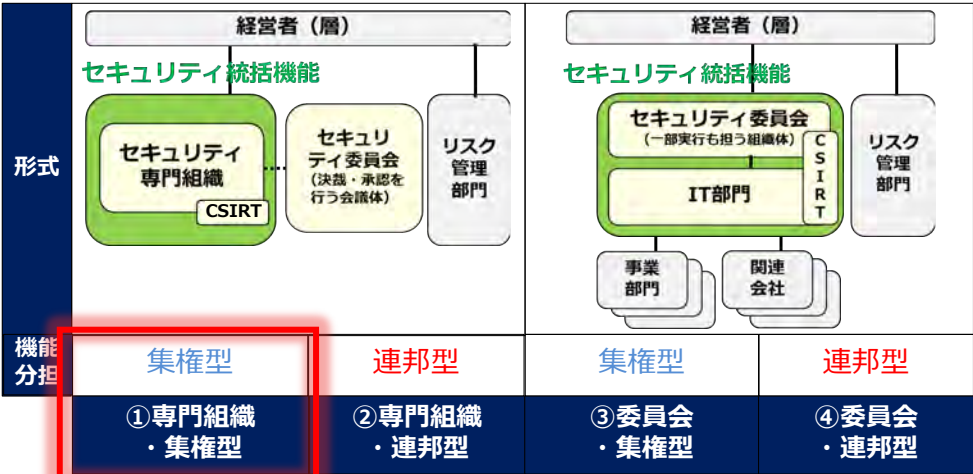 形式
経営者（層）
セキュリティ統括機能
セキュリティ
専門組織
CSIRT
セキュリ
ティ委員会
（決裁・承認を
行う会議体）
リスク
管理
部門
経営者（層）
セキュリティ統括機能
セキュリティ委員会
（一部実行も担う組織体）
IT部門
CSIRT
リスク
管理
部門
事業
部門
関連
会社
機能
分担
集権型
連邦型
集権型
連邦型
①専門組織
・集権型
②専門組織
・連邦型
③委員会
・集権型
④委員会
・連邦型